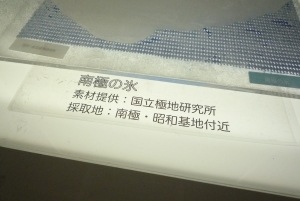 南極の氷
素材提供：国立極地研究所
採取地：南極・昭和基地付近